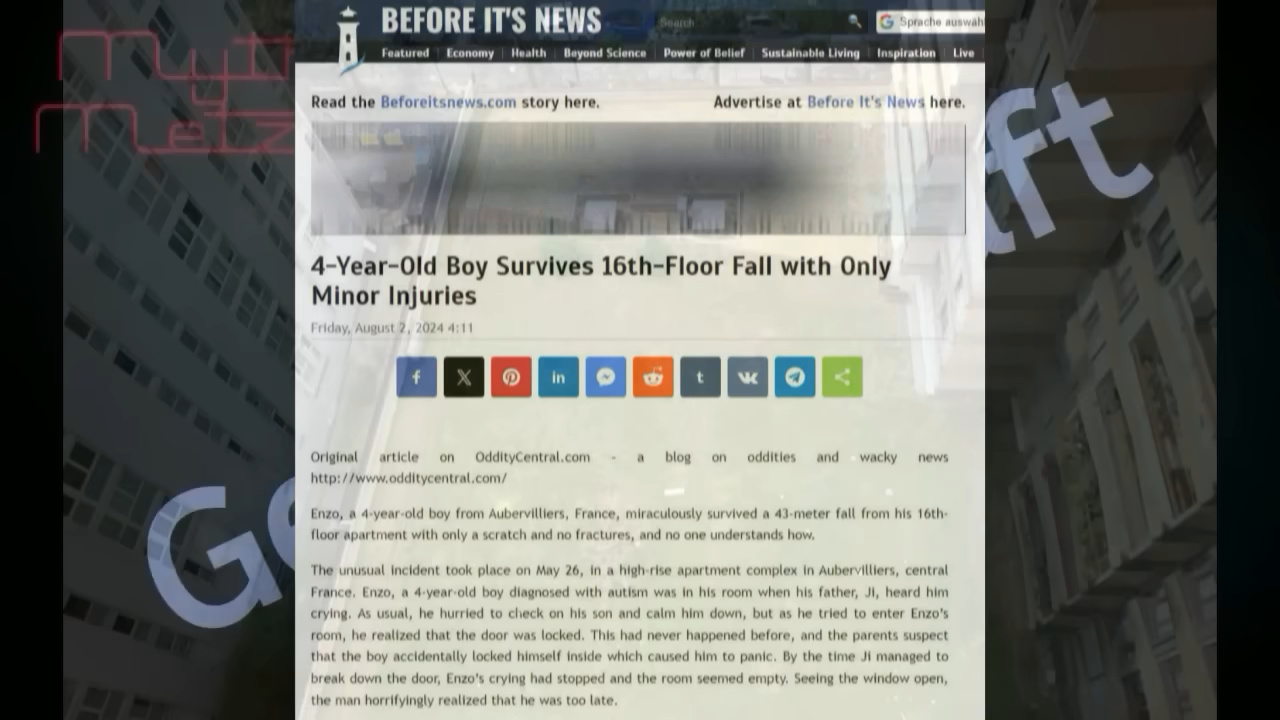 BEFORE IT'S NEWS
Search
Sprache auswäh
Featured Economy Health Beyond Science Power of Belief Sustainable Living Inspiration Live
Read the Beforeitsnews.com story here.
Advertise at Before It's News here.
4-Year-Old Boy Survives 16th-Floor Fall with Only
Minor Injuries
Friday, August 2, 2024 4:11
Original article on OddityCentral.com - a blog on oddities and wacky news
http://www.odditycentral.com/
Enzo, a 4-year-old boy from Aubervilliers, France, miraculously survived a 43-meter fall from his 16th-
floor apartment with only a scratch and no fractures, and no one understands how.
The unusual incident took place on May 26, in a high-rise apartment complex in Aubervilliers, central
France. Enzo, a 4-year-old boy diagnosed with autism was in his room when his father, Ji, heard him
crying. As usual, he hurried to check on his son and calm him down, but as he tried to enter Enzo's
room, he realized that the door was locked. This had never happened before, and the parents suspect
that the boy accidentally locked himself inside which caused him to panic. By the time Ji managed to
break down the door, Enzo's crying had stopped and the room seemed empty. Seeing the window open,
the man horrifyingly realized that he was too late.